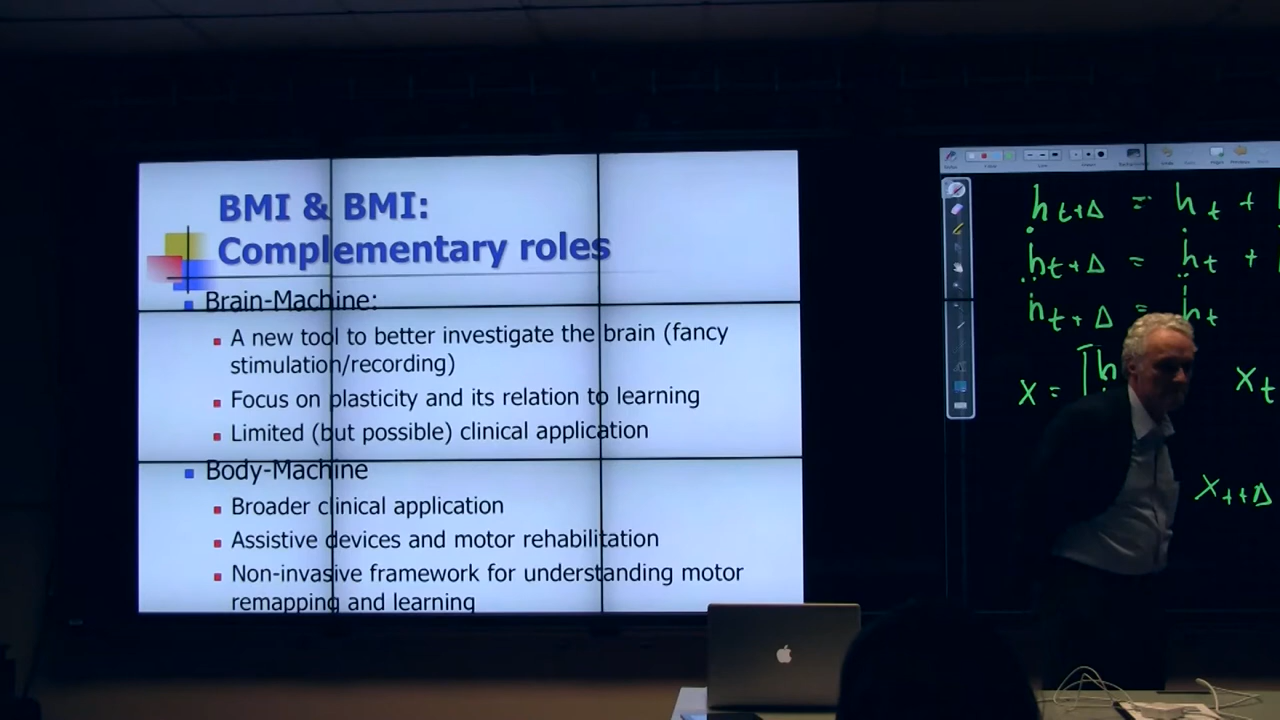 BMI & BMI:
Complementary roles
Brain-Machine:
A new tool to better investigate the brain (fancy
stimulation/recording)
Focus on plasticity and its relation to learning
Limited (but possible) clinical application
Body-Machine
Broader clinical application
Assistive devices and motor rehabilitation
Non-invasive framework for understanding motor
remapping and learning
h t+Δ = h t +
ḣ t+Δ = ḣ t +
ḧ t+Δ = ḧ t
x = [h
x t
x t+Δ